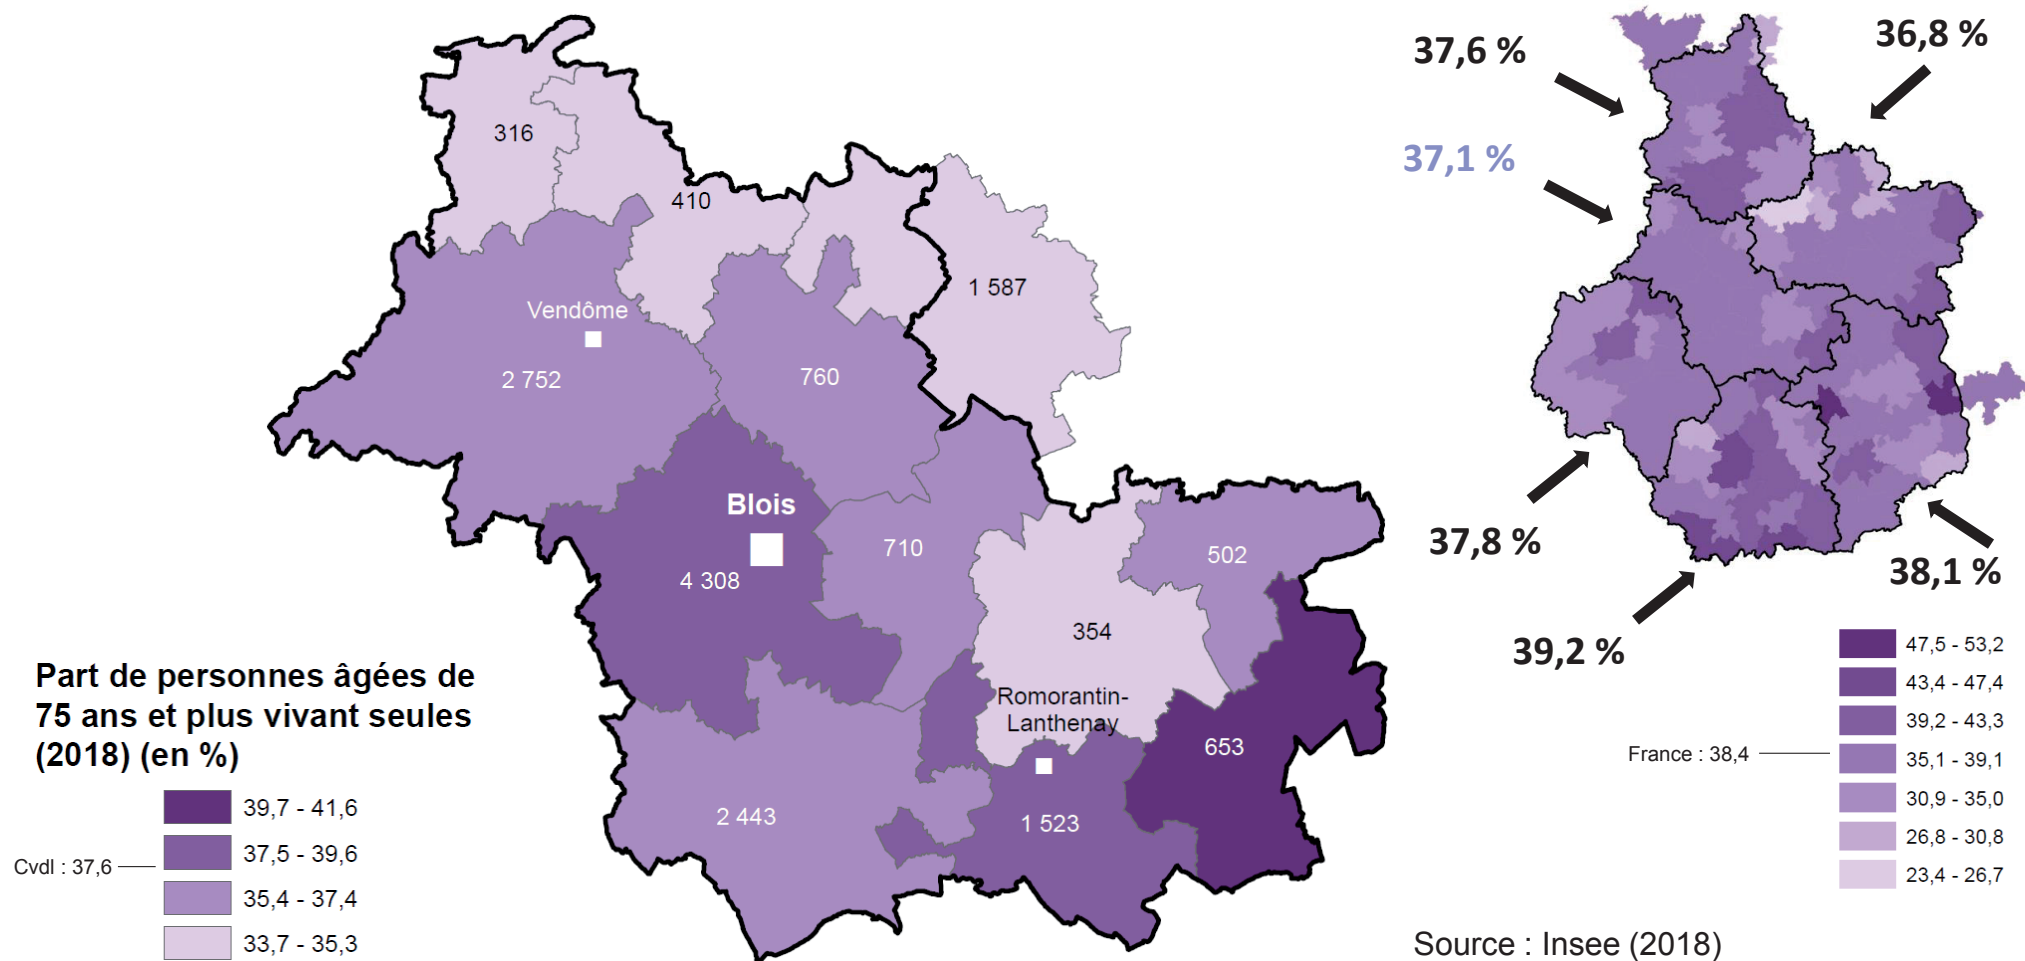 316
410
1 587
Vendôme
2 752
760
Blois
4 308
710
502
354
Romorantin-
Lanthenay
653
2 443
1 523
Part de personnes âgées de
75 ans et plus vivant seules
(2018) (en %)
39,7 - 41,6
37,5 - 39,6
Cvdl : 37,6
35,4 - 37,4
33,7 - 35,3
37,6 %
36,8 %
37,1 %
37,8 %
38,1 %
39,2 %
47,5 - 53,2
43,4 - 47,4
39,2 - 43,3
France : 38,4
35,1 - 39,1
30,9 - 35,0
26,8 - 30,8
23,4 - 26,7
Source : Insee (2018)